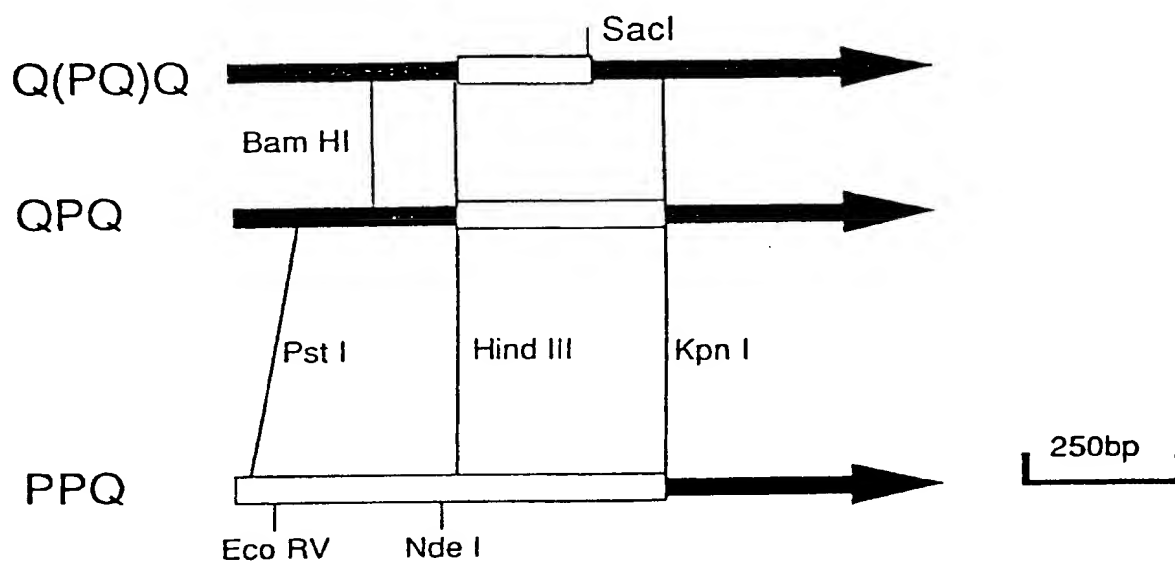 SacI
Q(PQ)Q
Bam HI
QPQ
Pst I
Hind III
Kpn I
250bp
PPQ
Eco RV
Nde I